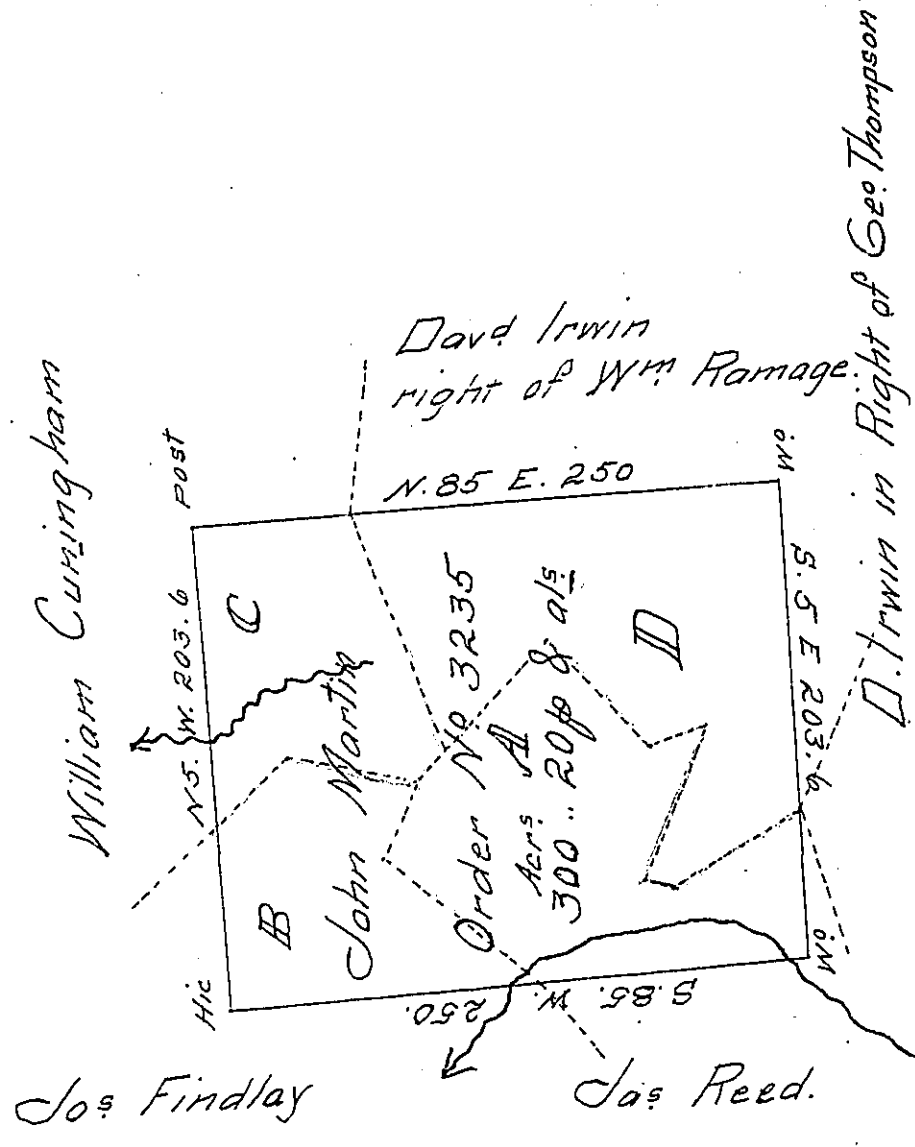 William Cuningham
Post
Hic
N 5. W. 203. 6
C
Davd Irwin
right of Wm Ramage.
N. 85 E. 250
B
John Martin
Order No 3235
A
Acrs
300 .. 20p & als
D
Wo
S. 5 E 203. 6
D. Irwin in Right of Geo. Thompson
Wo
S. 85. W. 250.
Jos Findlay
Jas Reed.